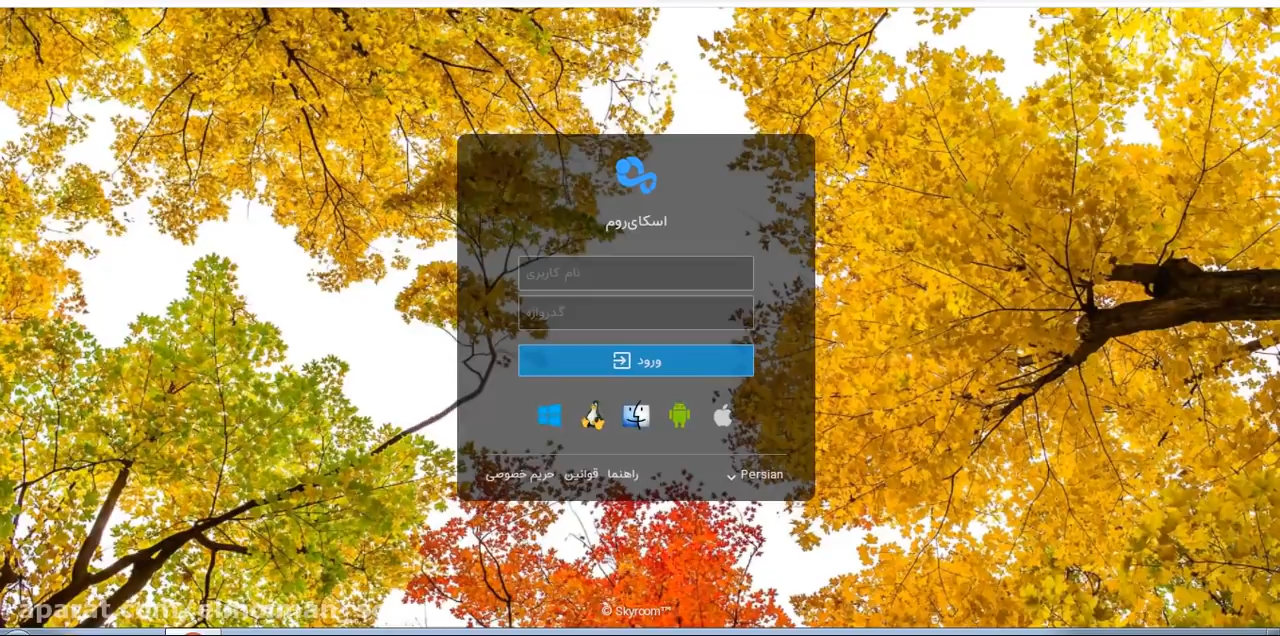 اسکای‌روم
نام کاربری
گذرواژه
ورود
Persian
راهنما قوانین حریم خصوصی
© Skyroom™